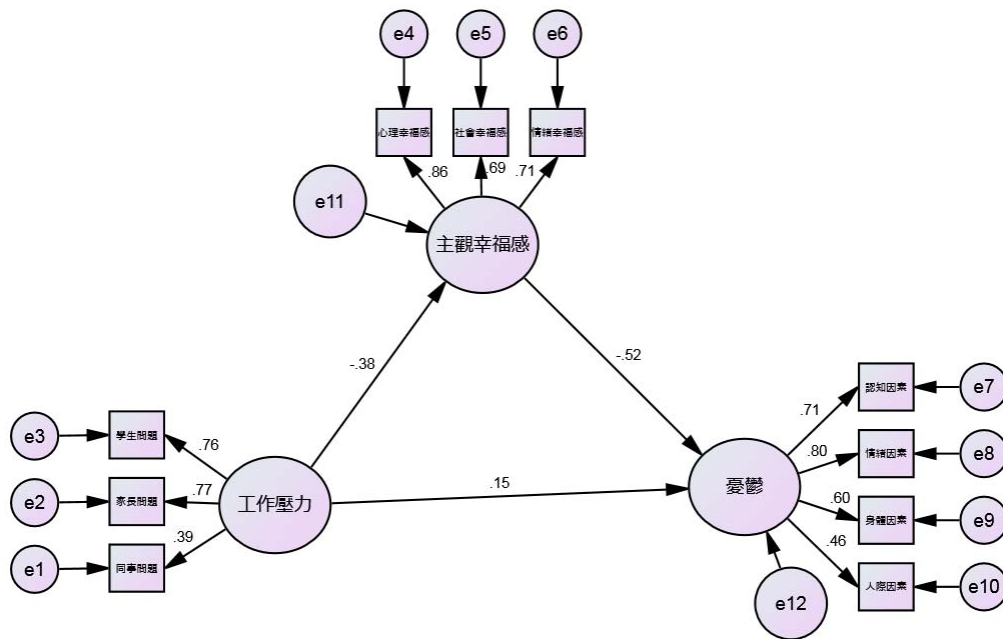 e4
e5
e6
心理幸福感
社會幸福感
情緒幸福感
.86
.69
.71
e11
主觀幸福感
-.38
-.52
e3
學生問題
.76
e2
家長問題
.77
工作壓力
e1
同事問題
.39
.15
憂鬱
e12
.71
認知因素
e7
.80
情緒因素
e8
.60
身體因素
e9
.46
人際因素
e10